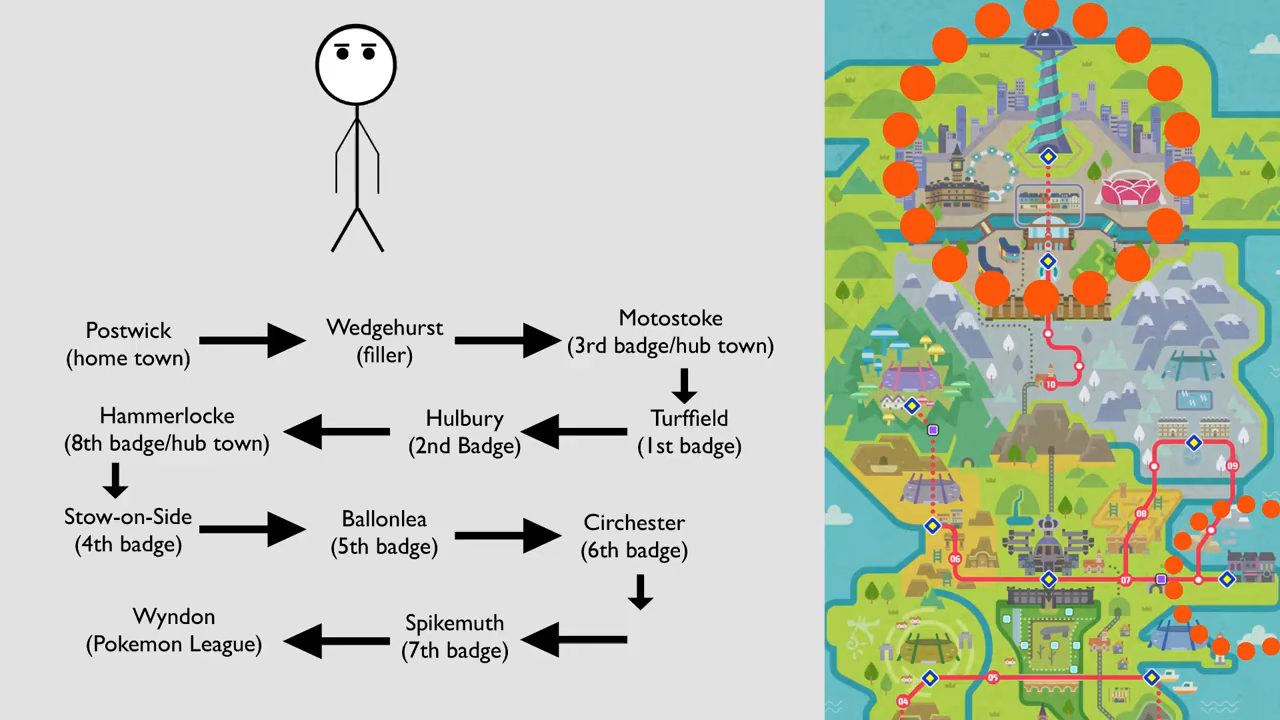 Postwick
(home town)
Wedgehurst
(filler)
Motostoke
(3rd badge/hub town)
Hammerlocke
(8th badge/hub town)
Hulbury
(2nd Badge)
Turffield
(1st badge)
Stow-on-Side
(4th badge)
Ballonlea
(5th badge)
Circhester
(6th badge)
Wyndon
(Pokemon League)
Spikemuth
(7th badge)
10
09
08
06
07
05
04